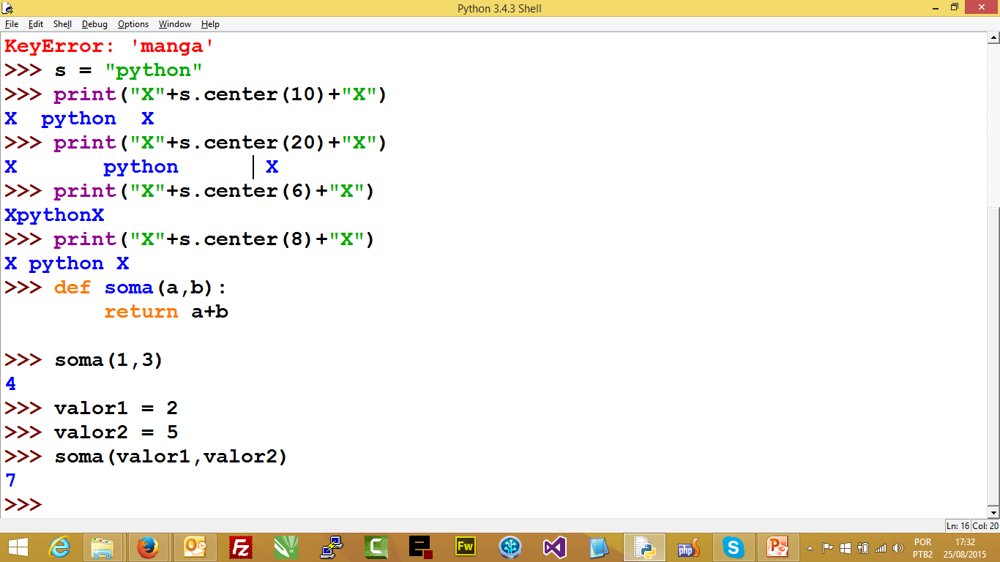 Python 3.4.3 Shell
File Edit Shell Debug Options Window Help
KeyError: 'manga'
>>> s = "python"
>>> print("X"+s.center(10)+"X")
X  python  X
>>> print("X"+s.center(20)+"X")
X       python       X
>>> print("X"+s.center(6)+"X")
XpythonX
>>> print("X"+s.center(8)+"X")
X python X
>>> def soma(a,b):
        return a+b

>>> soma(1,3)
4
>>> valor1 = 2
>>> valor2 = 5
>>> soma(valor1,valor2)
7
>>>
Ln: 16 Col: 20
Fz C Fw php S P
POR 17:32
PTB2 25/08/2015